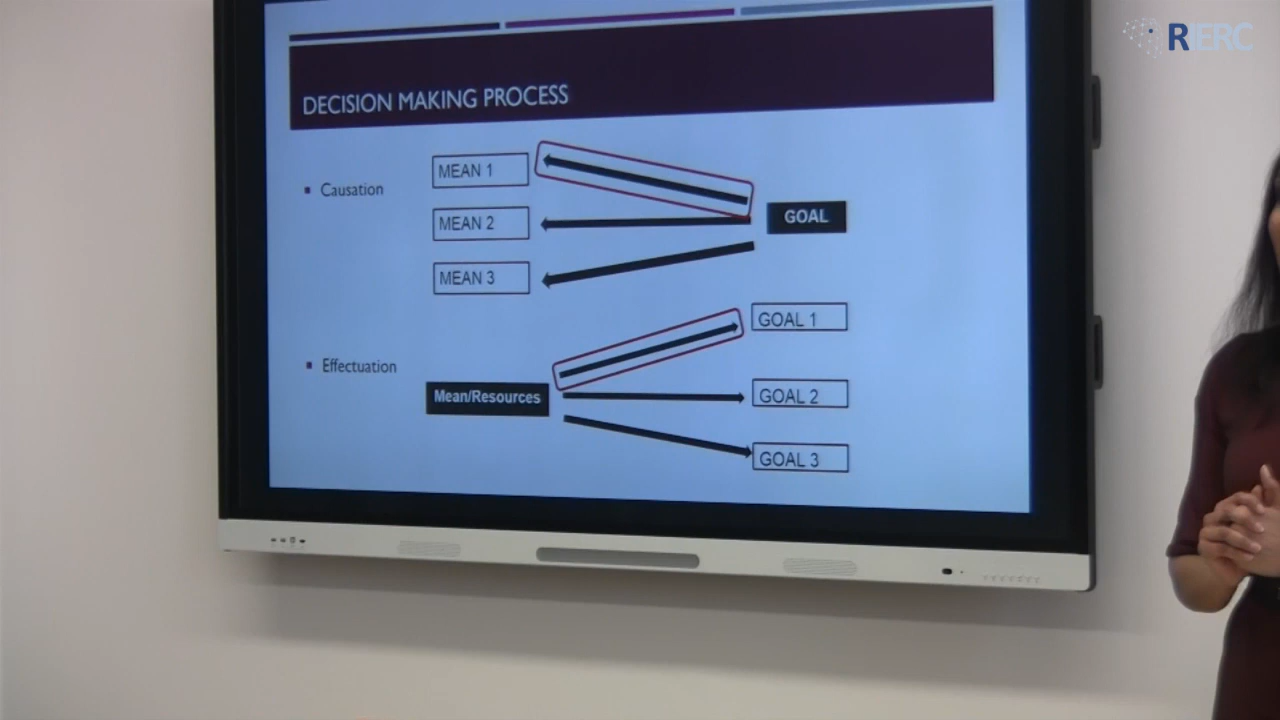 RIERC
DECISION MAKING PROCESS
▪ Causation
MEAN 1
MEAN 2
MEAN 3
GOAL
▪ Effectuation
Mean/Resources
GOAL 1
GOAL 2
GOAL 3